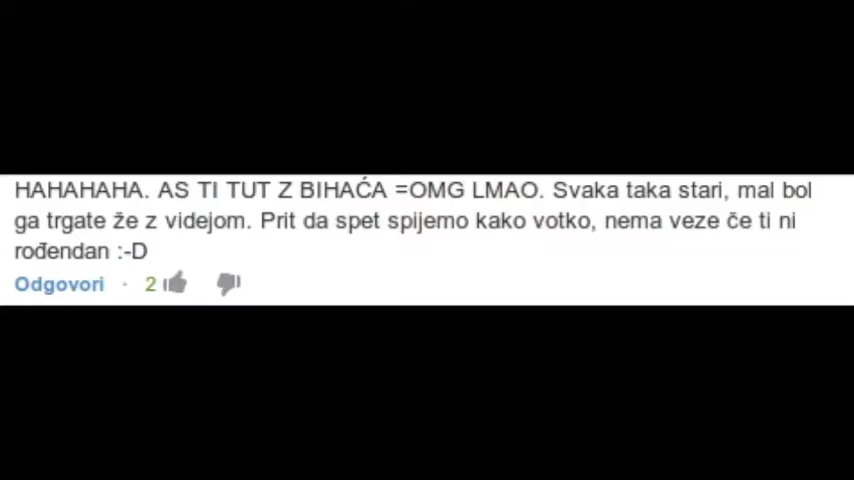 HAHAHAHA. AS TI TUT Z BIHAĆA =OMG LMAO. Svaka taka stari, mal bol
ga trgate že z videjom. Prit da spet spijemo kako votko, nema veze če ti ni
rođendan :-D
Odgovori · 2